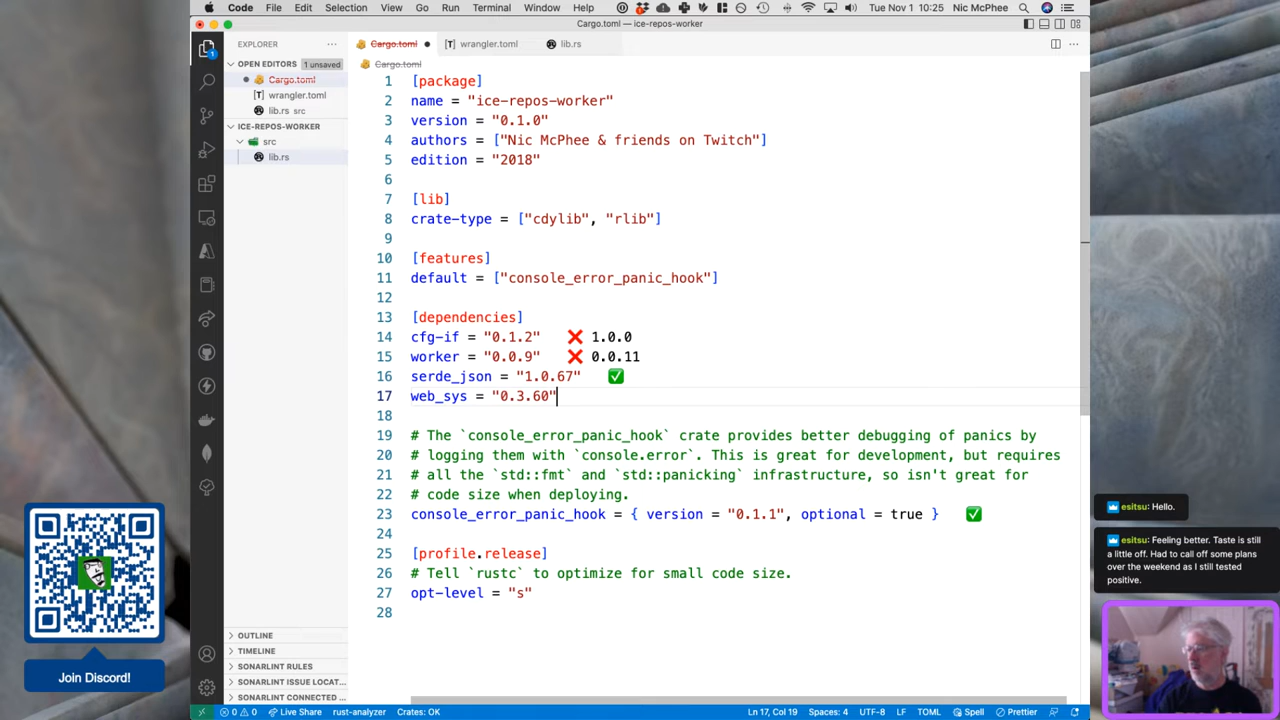 Code File Edit Selection View Go Run Terminal Window Help Tue Nov 1 10:25 Nic McPhee
Cargo.toml — ice-repos-worker
EXPLORER
OPEN EDITORS 1 unsaved
Cargo.toml
wrangler.toml
lib.rs src
ICE-REPOS-WORKER
src
lib.rs
OUTLINE
TIMELINE
SONARLINT RULES
SONARLINT ISSUE LOCAT...
SONARLINT CONNECTED ...
1
Cargo.toml wrangler.toml lib.rs
Cargo.toml
1 [package]
2 name = "ice-repos-worker"
3 version = "0.1.0"
4 authors = ["Nic McPhee & friends on Twitch"]
5 edition = "2018"
6
7 [lib]
8 crate-type = ["cdylib", "rlib"]
9
10 [features]
11 default = ["console_error_panic_hook"]
12
13 [dependencies]
14 cfg-if = "0.1.2" ❌ 1.0.0
15 worker = "0.0.9" ❌ 0.0.11
16 serde_json = "1.0.67" ✅
17 web_sys = "0.3.60"
18
19 # The `console_error_panic_hook` crate provides better debugging of panics by
20 # logging them with `console.error`. This is great for development, but requires
21 # all the `std::fmt` and `std::panicking` infrastructure, so isn't great for
22 # code size when deploying.
23 console_error_panic_hook = { version = "0.1.1", optional = true } ✅
24
25 [profile.release]
26 # Tell `rustc` to optimize for small code size.
27 opt-level = "s"
28
0 0 Live Share rust-analyzer Crates: OK Ln 17, Col 19 Spaces: 4 UTF-8 LF TOML Spell Prettier
Join Discord!
esitsu: Hello.
esitsu: Feeling better. Taste is still
a little off. Had to call off some plans
over the weekend as I still tested
positive.